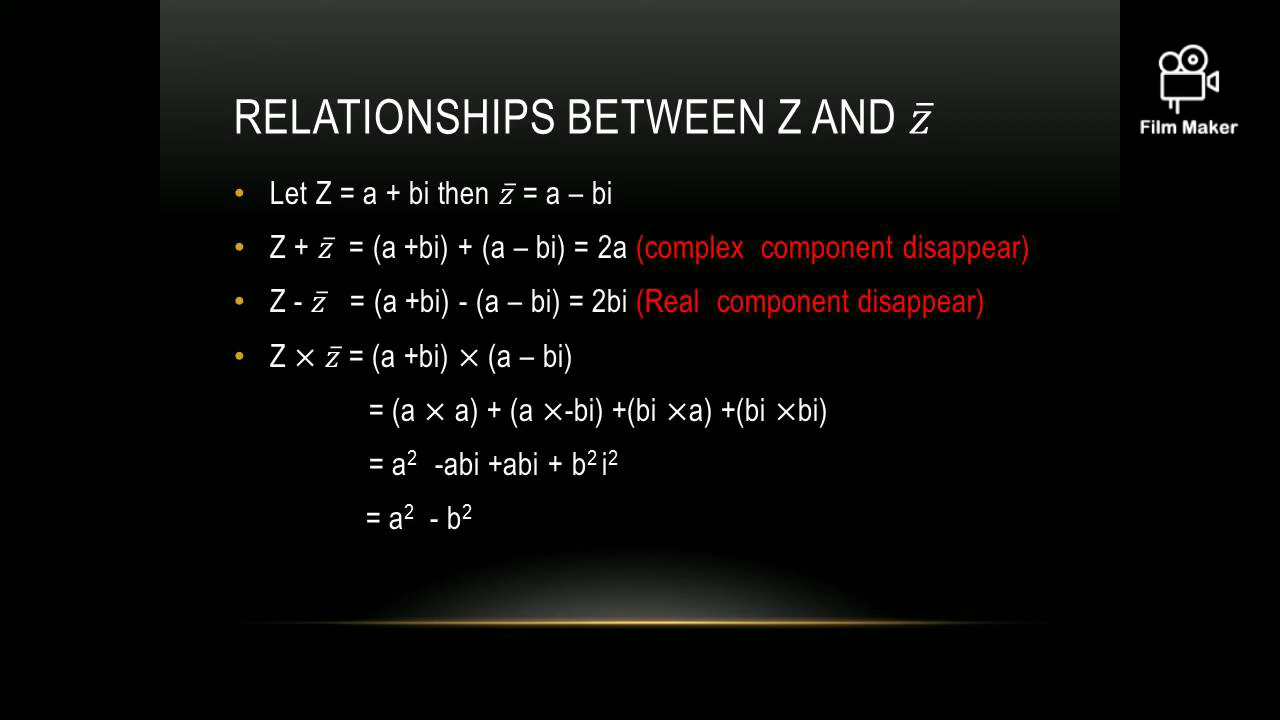 RELATIONSHIPS BETWEEN Z AND z̄
Film Maker
• Let Z = a + bi then z̄ = a – bi
• Z + z̄ = (a +bi) + (a – bi) = 2a (complex component disappear)
• Z - z̄ = (a +bi) - (a – bi) = 2bi (Real component disappear)
• Z × z̄ = (a +bi) × (a – bi)
= (a × a) + (a ×-bi) +(bi ×a) +(bi ×bi)
= a² -abi +abi + b² i²
= a² - b²